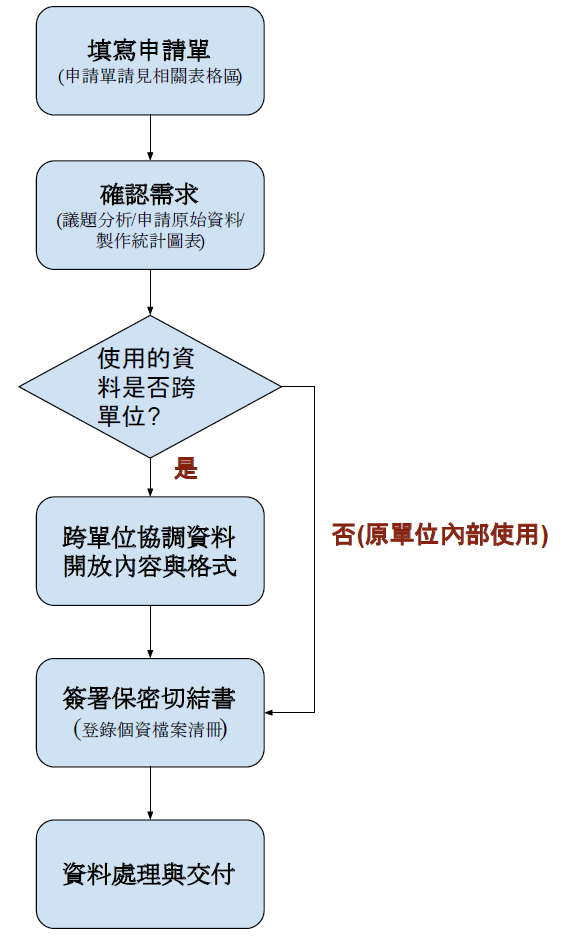 填寫申請單
(申請單請見相關表格區)
確認需求
(議題分析/申請原始資料/
製作統計圖表)
使用的資
料是否跨
單位?
是
否(原單位內部使用)
跨單位協調資料
開放內容與格式
簽署保密切結書
(登錄個資檔案清冊)
資料處理與交付